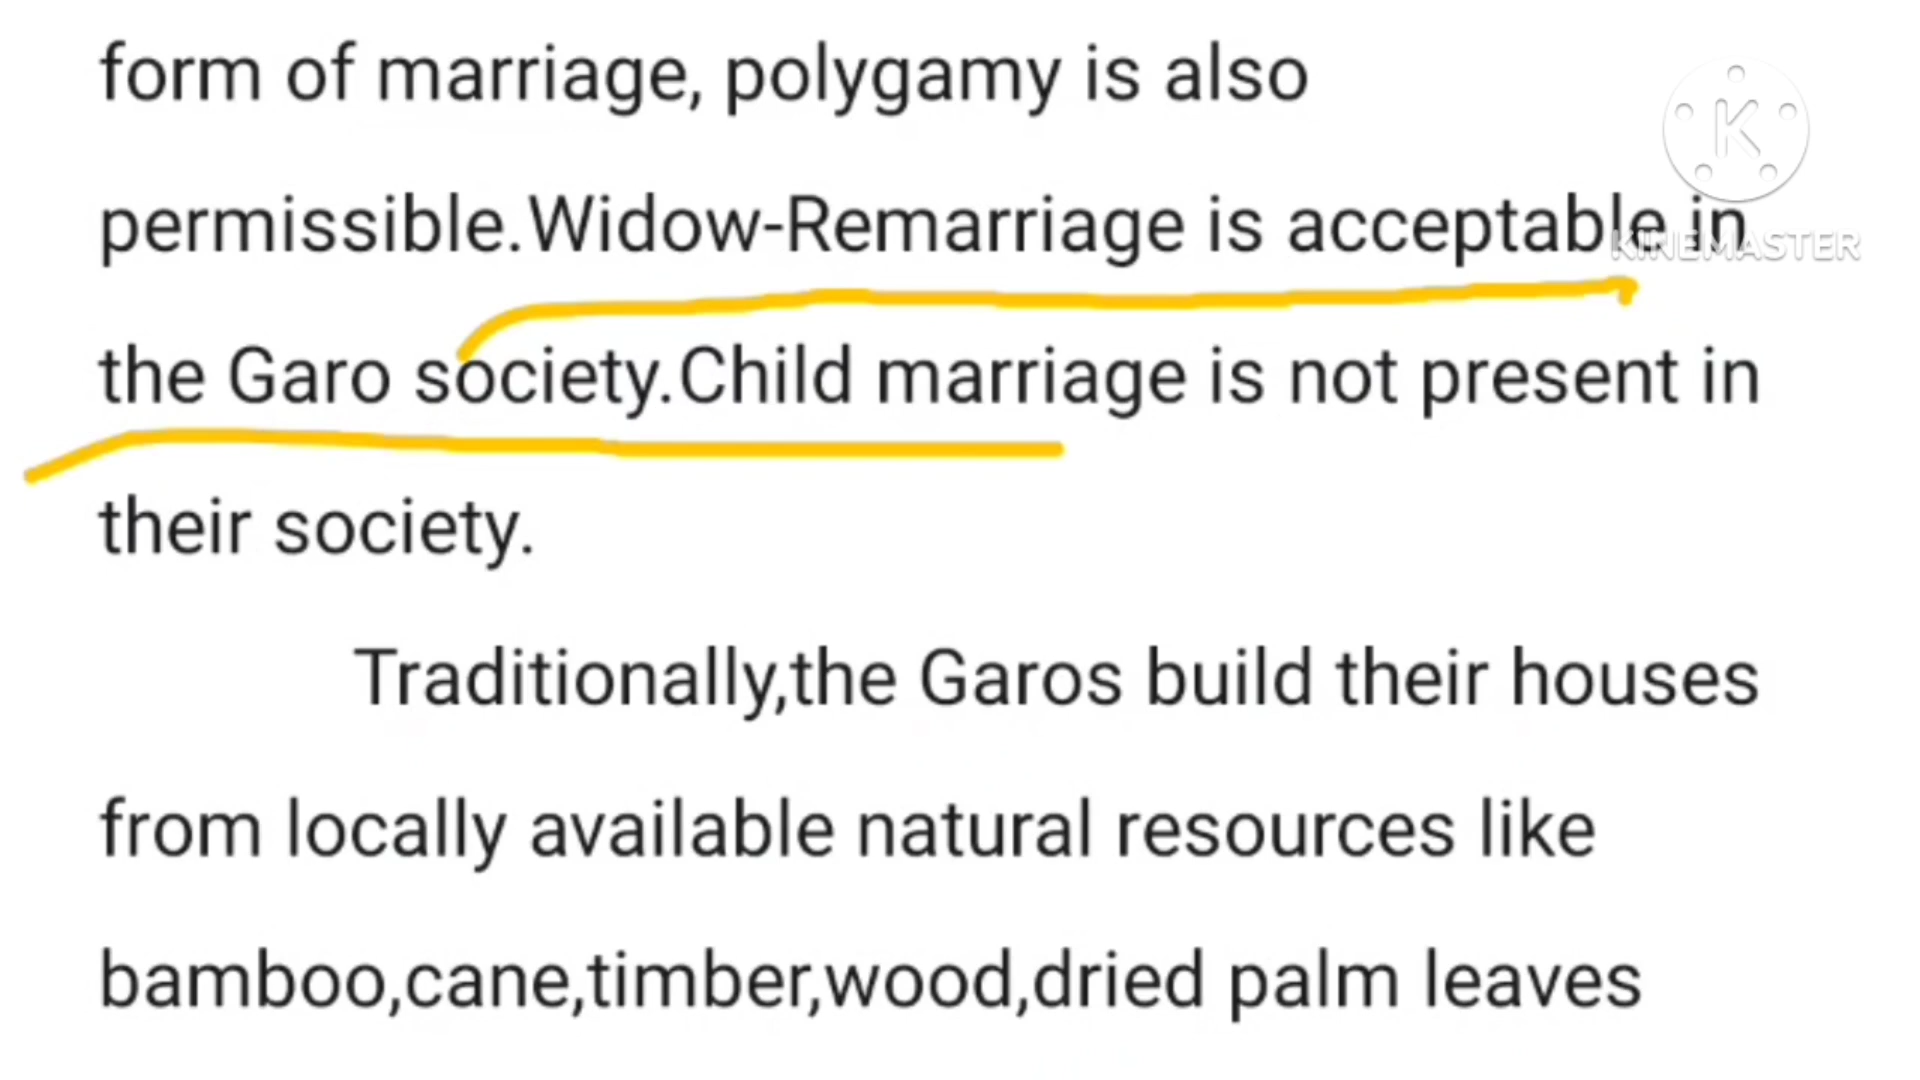 form of marriage, polygamy is also
permissible.Widow-Remarriage is acceptable in
the Garo society.Child marriage is not present in
their society.
Traditionally,the Garos build their houses
from locally available natural resources like
bamboo,cane,timber,wood,dried palm leaves
K
KINEMASTER